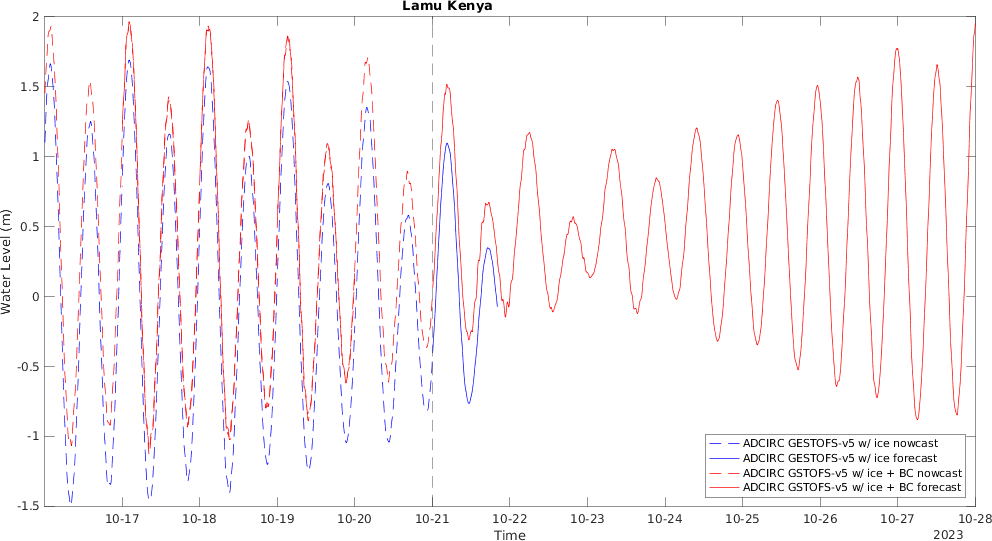 Lamu Kenya
2
1.5
1
0.5
0
-0.5
-1
-1.5
Water Level (m)
ADCIRC GESTOFS-v5 w/ ice nowcast
ADCIRC GESTOFS-v5 w/ ice forecast
ADCIRC GSTOFS-v5 w/ ice + BC nowcast
ADCIRC GSTOFS-v5 w/ ice + BC forecast
10-17 10-18 10-19 10-20 10-21 10-22 10-23 10-24 10-25 10-26 10-27 10-28
Time
2023